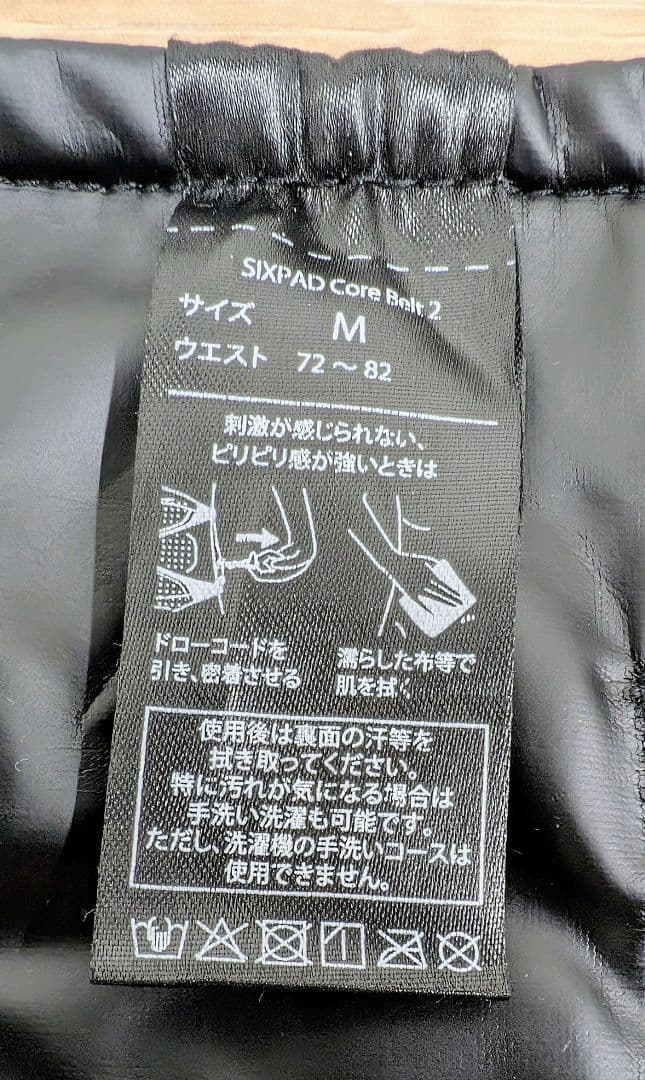 SIXPAD Core Belt 2
サイズ M
ウエスト 72～82
刺激が感じられない、
ピリピリ感が強いときは
ドローコードを
引き、密着させる
濡らした布等で
肌を拭く
使用後は裏面の汗等を
拭き取ってください。
特に汚れが気になる場合は
手洗い洗濯も可能です。
ただし、洗濯機の手洗いコースは
使用できません。